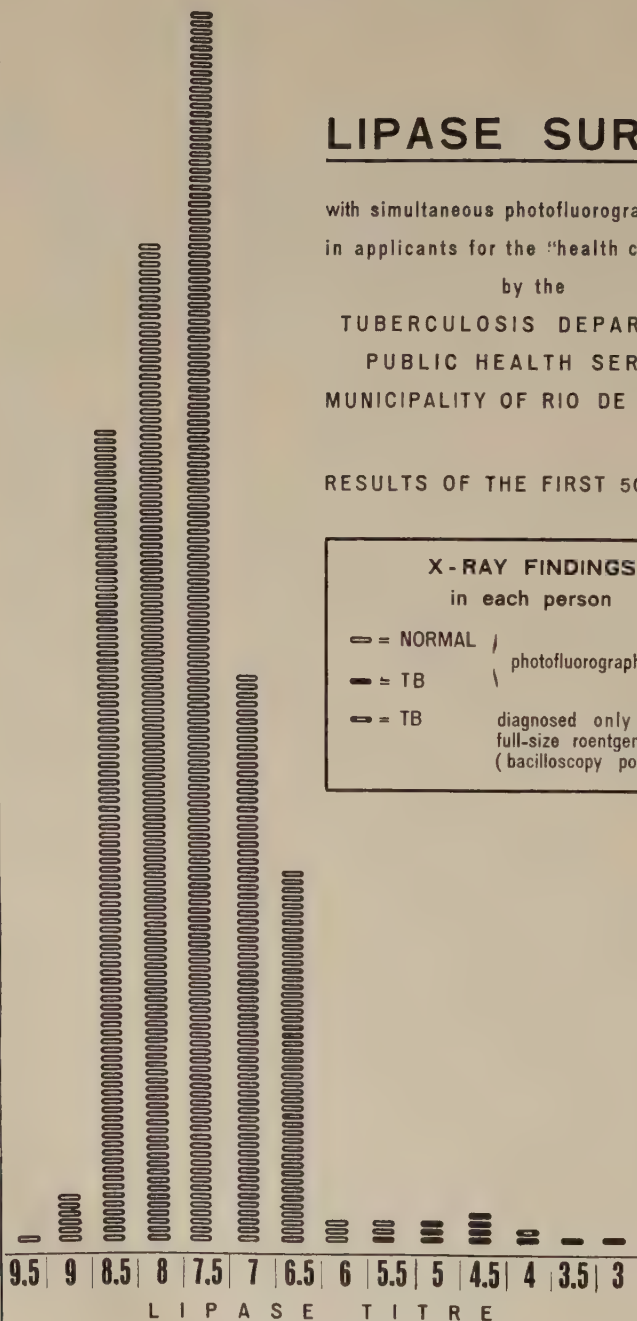 LIPASE SUR
with simultaneous photofluorogra
in applicants for the "health c
by the
TUBERCULOSIS DEPAR
PUBLIC HEALTH SER
MUNICIPALITY OF RIO DE
RESULTS OF THE FIRST 50
X-RAY FINDINGS
in each person
= NORMAL
photofluorograph
= TB
= TB diagnosed only
full-size roentgen
(bacilloscopy po
9.5 | 9 | 8.5 | 8 | 7.5 | 7 | 6.5 | 6 | 5.5 | 5 | 4.5 | 4 | 3.5 | 3
LIPASE TITRE